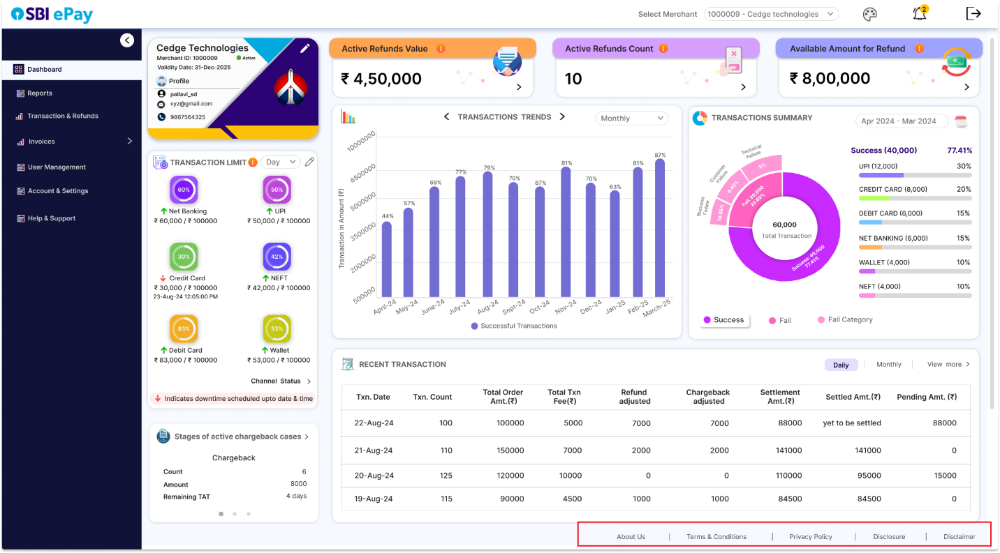 SBI ePay
Select Merchant 1000009 - Cedge technologies
2
Dashboard
Reports
Transaction & Refunds
Invoices
User Management
Account & Settings
Help & Support
Cedge Technologies
Merchant ID: 1000009 Active
Validity Date: 31-Dec-2025
Profile
pallavi_sd
xyz@gmail.com
9867564325
Active Refunds Value
₹ 4,50,000
Active Refunds Count
10
Available Amount for Refund
₹ 8,00,000
TRANSACTION LIMIT Day
60% 50%
Net Banking UPI
₹ 60,000 / ₹ 100000 ₹ 50,000 / ₹ 100000
30% 42%
Credit Card NEFT
₹ 30,000 / ₹ 100000 ₹ 42,000 / ₹ 100000
23-Aug-24 12:05:00 PM
83% 53%
Debit Card Wallet
₹ 83,000 / ₹ 100000 ₹ 53,000 / ₹ 100000
Channel Status >
Indicates downtime scheduled upto date & time
Stages of active chargeback cases >
Chargeback
Count 6
Amount 8000
Remaining TAT 4 days
< TRANSACTIONS TRENDS > Monthly
Transaction in Amount (₹)
10000000
6500000
5000000
3500000
2000000
500000
44% 57% 69% 77% 79% 70% 67% 81% 70% 63% 81% 87%
April-24 May-24 June-24 July-24 Aug-24 Sept-24 Oct-24 Nov-24 Dec-24 Jan-25 Feb-25 March-25
Successful Transactions
TRANSACTIONS SUMMARY Apr 2024 - Mar 2024
Technical Failure
5%
Customer Failure
6.45%
Business Failure
10.55%
Fail: 20,000
22.69%
60,000
Total Transaction
Success: 40,000
77.41%
Success (40,000) 77.41%
UPI (12,000) 30%
CREDIT CARD (8,000) 20%
DEBIT CARD (6,000) 15%
NET BANKING (6,000) 15%
WALLET (4,000) 10%
NEFT (4,000) 10%
Success Fail Fail Category
RECENT TRANSACTION Daily | Monthly | View more >
Txn. Date Txn. Count Total Order Amt.(₹) Total Txn Fee(₹) Refund adjusted Chargeback adjusted Settlement Amt.(₹) Settled Amt.(₹) Pending Amt. (₹)
22-Aug-24 100 100000 5000 7000 7000 88000 yet to be settled 88000
21-Aug-24 110 150000 7000 2000 2000 141000 141000 0
20-Aug-24 125 120000 10000 0 0 110000 95000 15000
19-Aug-24 115 90000 4500 1000 1000 84500 84500 0
About Us | Terms & Conditions | Privacy Policy | Disclosure | Disclaimer